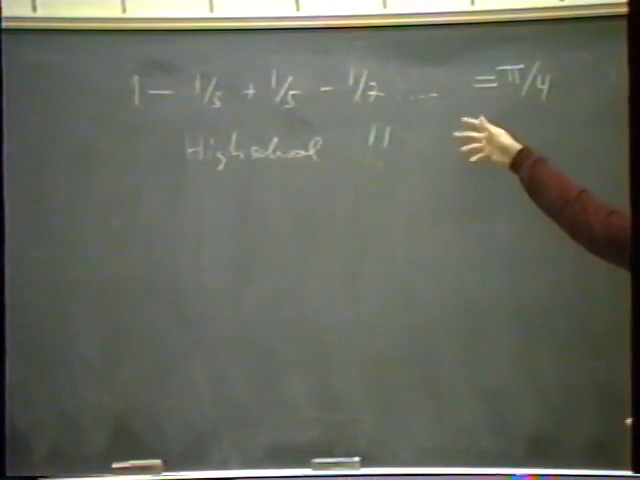 1 - 1/3 + 1/5 - 1/7 .... = π/4
Highschool !!